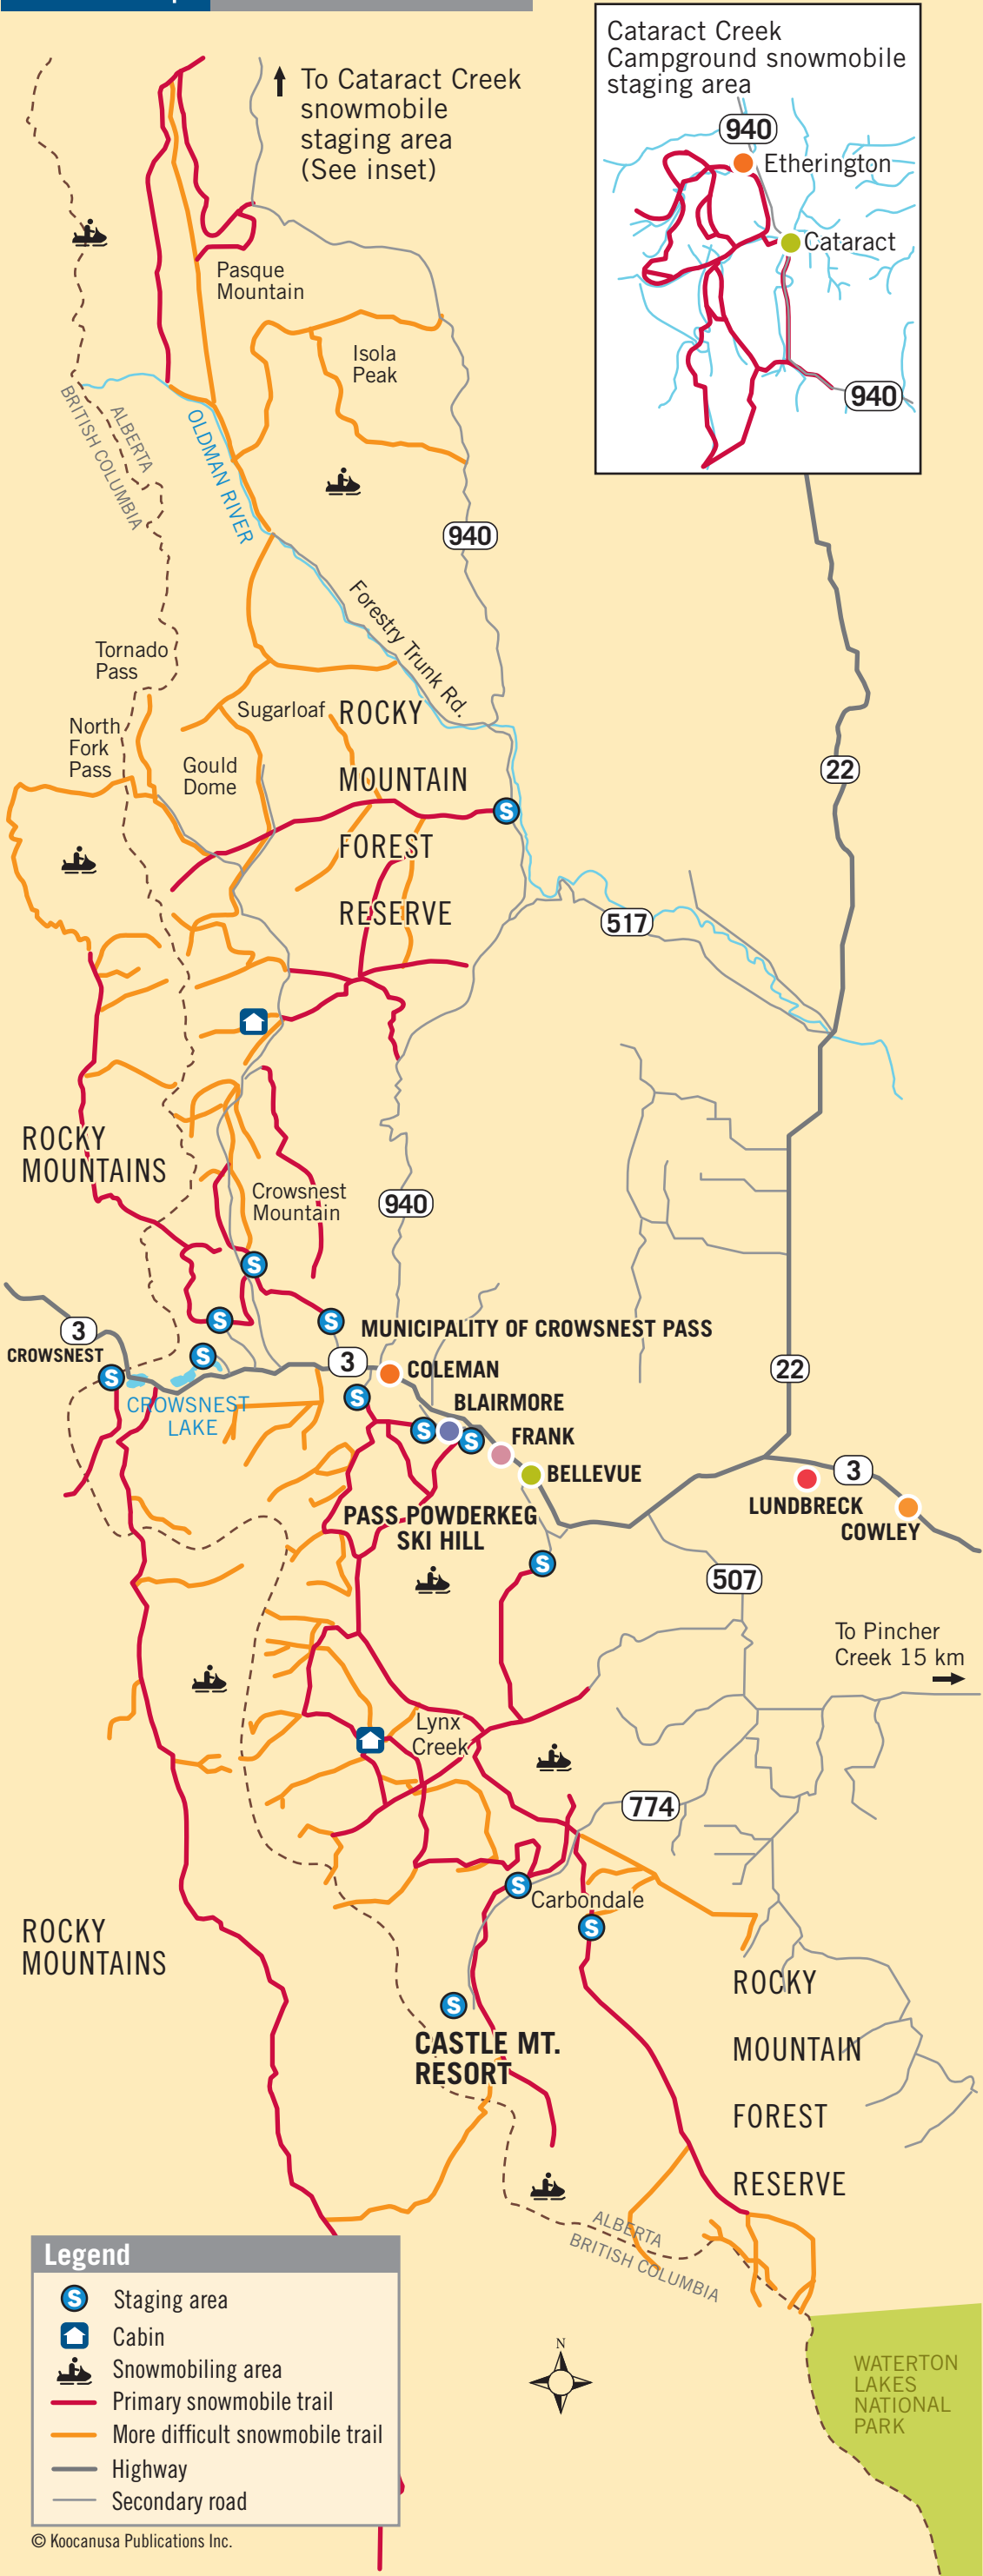 Cataract Creek
Campground snowmobile
staging area
940
Etherington
Cataract
940
To Cataract Creek
snowmobile
staging area
(See inset)
Pasque
Mountain
Isola
Peak
ALBERTA
BRITISH COLUMBIA
OLDMAN RIVER
940
Forestry Trunk Rd.
Tornado
Pass
North
Fork
Pass
Sugarloaf
Gould
Dome
ROCKY
MOUNTAIN
FOREST
RESERVE
S
22
517
ROCKY
MOUNTAINS
Crowsnest
Mountain
940
S
S
S
S
S
3
CROWSNEST
MUNICIPALITY OF CROWSNEST PASS
3
COLEMAN
22
CROWSNEST
LAKE
S
BLAIRMORE
S
S
FRANK
BELLEVUE
3
LUNDBRECK
COWLEY
PASS POWDERKEG
SKI HILL
S
507
To Pincher
Creek 15 km
Lynx
Creek
774
S
Carbondale
S
ROCKY
MOUNTAINS
S
CASTLE MT.
RESORT
ROCKY
MOUNTAIN
FOREST
RESERVE
ALBERTA
BRITISH COLUMBIA
N
WATERTON
LAKES
NATIONAL
PARK
Legend
S Staging area
Cabin
Snowmobiling area
Primary snowmobile trail
More difficult snowmobile trail
Highway
Secondary road
© Koocanusa Publications Inc.